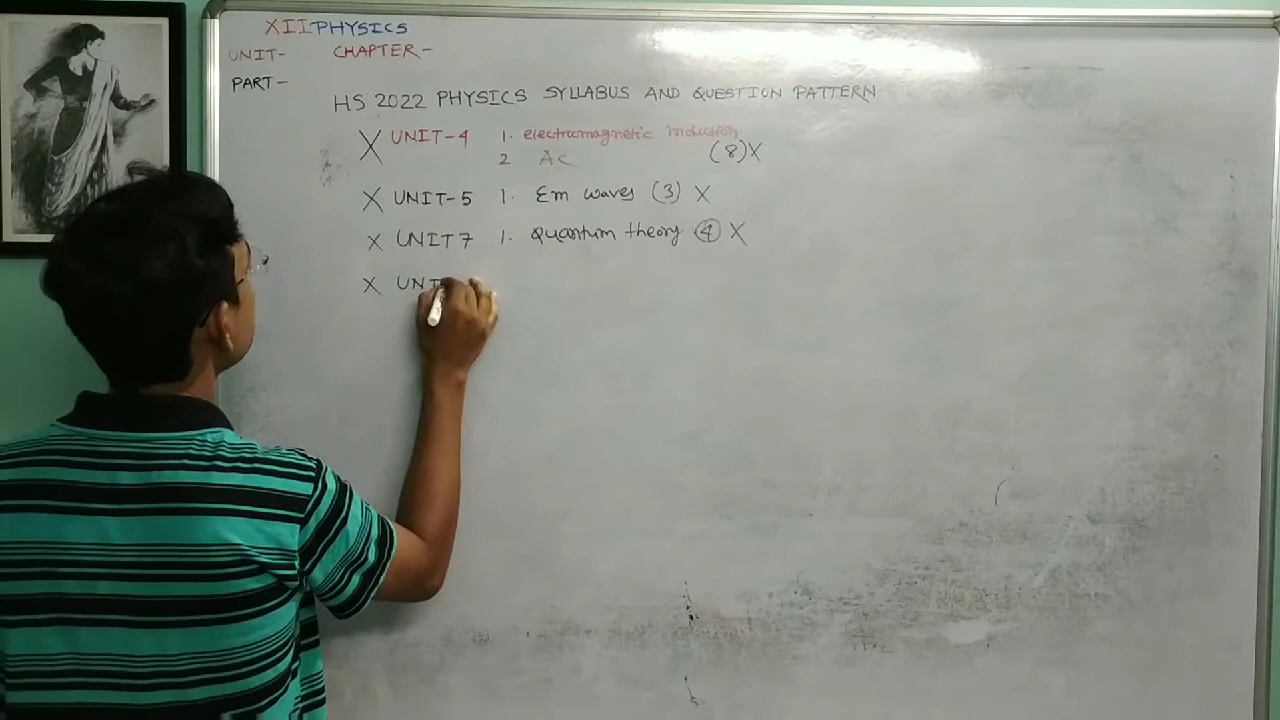 XII PHYSICS
UNIT- CHAPTER-
PART-
HS 2022 PHYSICS SYLLABUS AND QUESTION PATTERN
X UNIT-4 1. electromagnetic induction
2 AC (8)X
X UNIT-5 1. Em waves (3) X
X UNIT 7 1. Quantum theory 4 X
X UNI